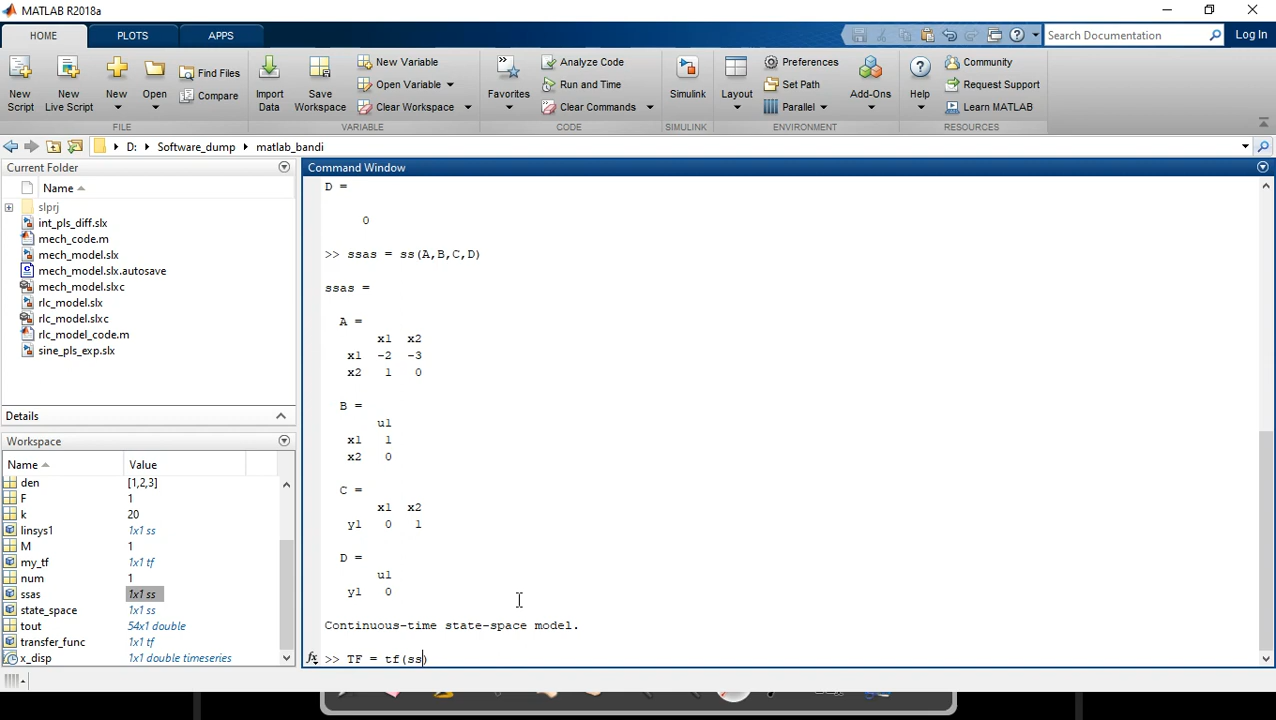 MATLAB R2018a
HOME PLOTS APPS Search Documentation Log In
New Script New Live Script New Open Find Files Compare Import Data Save Workspace New Variable Open Variable Clear Workspace Favorites Analyze Code Run and Time Clear Commands Simulink Layout Preferences Set Path Parallel Add-Ons Help Community Request Support Learn MATLAB
FILE VARIABLE CODE SIMULINK ENVIRONMENT RESOURCES
D: Software_dump matlab_bandi
Current Folder
Name
slprj
int_pls_diff.slx
mech_code.m
mech_model.slx
mech_model.slx.autosave
mech_model.slxc
rlc_model.slx
rlc_model.slxc
rlc_model_code.m
sine_pls_exp.slx
Details
Workspace
Name Value
den [1,2,3]
F 1
k 20
linsys1 1x1 ss
M 1
my_tf 1x1 tf
num 1
ssas 1x1 ss
state_space 1x1 ss
tout 54x1 double
transfer_func 1x1 tf
x_disp 1x1 double timeseries
Command Window
D =
0
>> ssas = ss(A,B,C,D)
ssas =
A =
x1 x2
x1 -2 -3
x2 1 0
B =
u1
x1 1
x2 0
C =
x1 x2
y1 0 1
D =
u1
y1 0
Continuous-time state-space model.
fx >> TF = tf(ss)